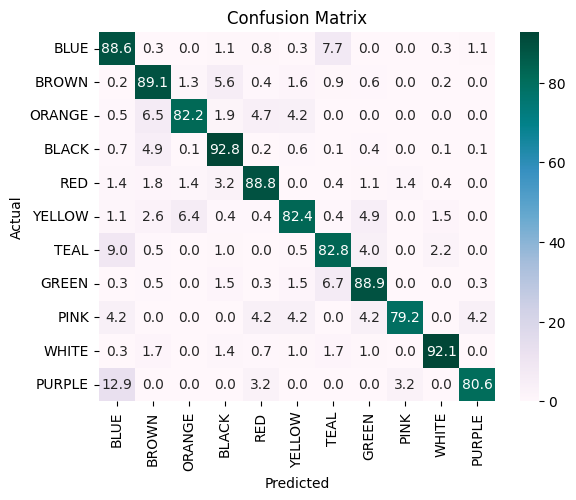 Confusion Matrix
BLUE 88.6 0.3 0.0 1.1 0.8 0.3 7.7 0.0 0.0 0.3 1.1
BROWN 0.2 89.1 1.3 5.6 0.4 1.6 0.9 0.6 0.0 0.2 0.0
ORANGE 0.5 6.5 82.2 1.9 4.7 4.2 0.0 0.0 0.0 0.0 0.0
BLACK 0.7 4.9 0.1 92.8 0.2 0.6 0.1 0.4 0.0 0.1 0.1
RED 1.4 1.8 1.4 3.2 88.8 0.0 0.4 1.1 1.4 0.4 0.0
YELLOW 1.1 2.6 6.4 0.4 0.4 82.4 0.4 4.9 0.0 1.5 0.0
TEAL 9.0 0.5 0.0 1.0 0.0 0.5 82.8 4.0 0.0 2.2 0.0
GREEN 0.3 0.5 0.0 1.5 0.3 1.5 6.7 88.9 0.0 0.0 0.3
PINK 4.2 0.0 0.0 0.0 4.2 4.2 0.0 4.2 79.2 0.0 4.2
WHITE 0.3 1.7 0.0 1.4 0.7 1.0 1.7 1.0 0.0 92.1 0.0
PURPLE 12.9 0.0 0.0 0.0 3.2 0.0 0.0 0.0 3.2 0.0 80.6
BLUE BROWN ORANGE BLACK RED YELLOW TEAL GREEN PINK WHITE PURPLE
Predicted
Actual
80
60
40
20
0